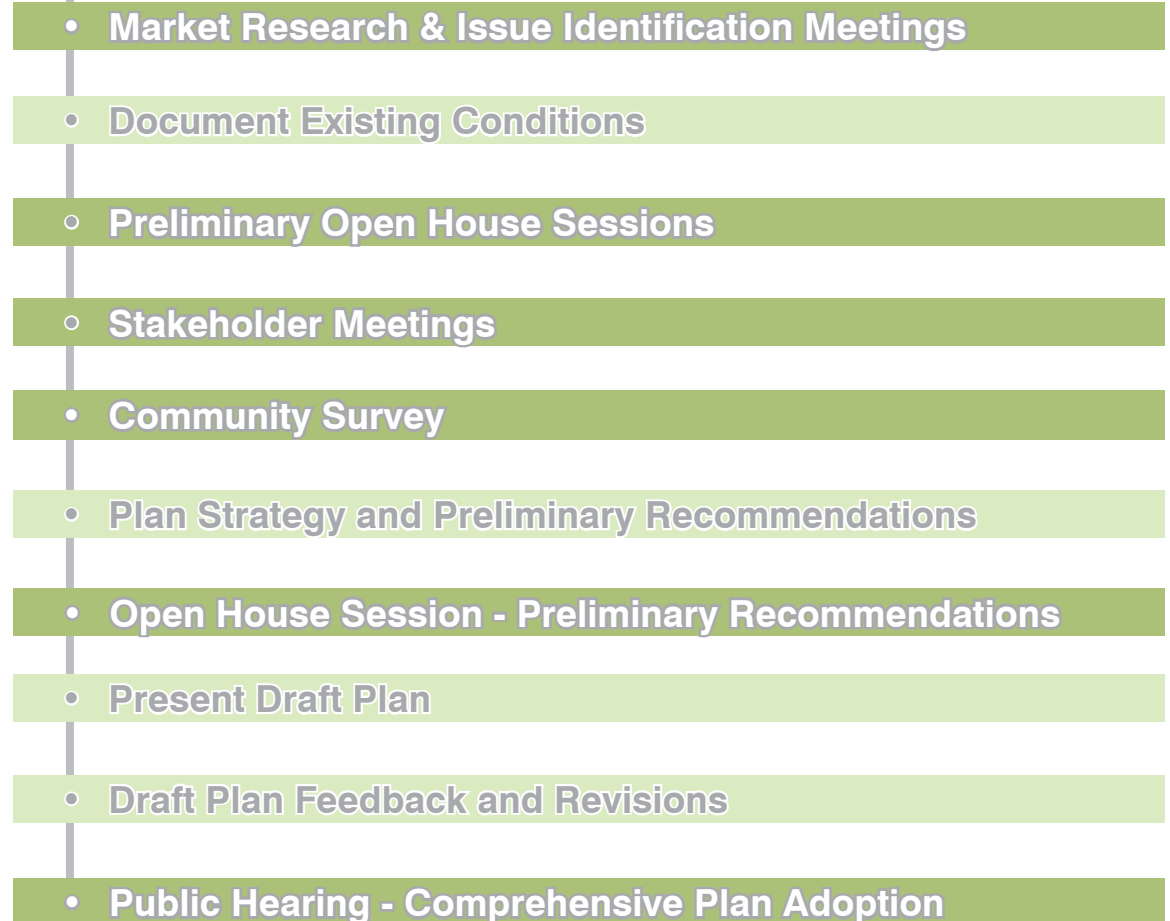 • Market Research & Issue Identification Meetings
• Document Existing Conditions
• Preliminary Open House Sessions
• Stakeholder Meetings
• Community Survey
• Plan Strategy and Preliminary Recommendations
• Open House Session - Preliminary Recommendations
• Present Draft Plan
• Draft Plan Feedback and Revisions
• Public Hearing - Comprehensive Plan Adoption